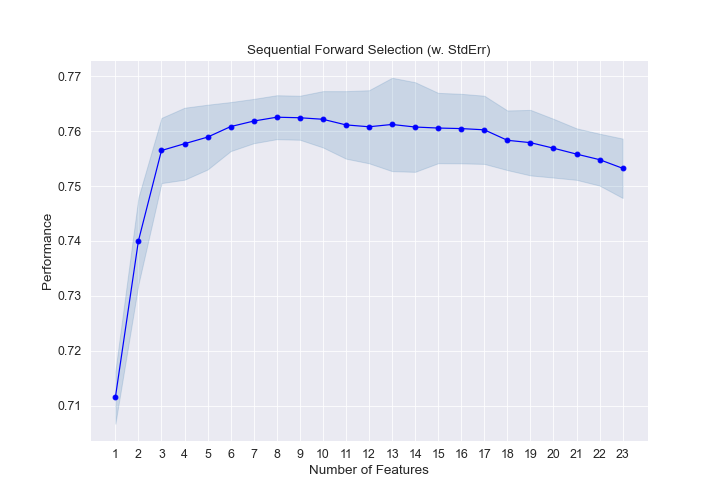 Sequential Forward Selection (w. StdErr)
0.77
0.76
0.75
0.74
0.73
0.72
0.71
Performance
1 2 3 4 5 6 7 8 9 10 11 12 13 14 15 16 17 18 19 20 21 22 23
Number of Features